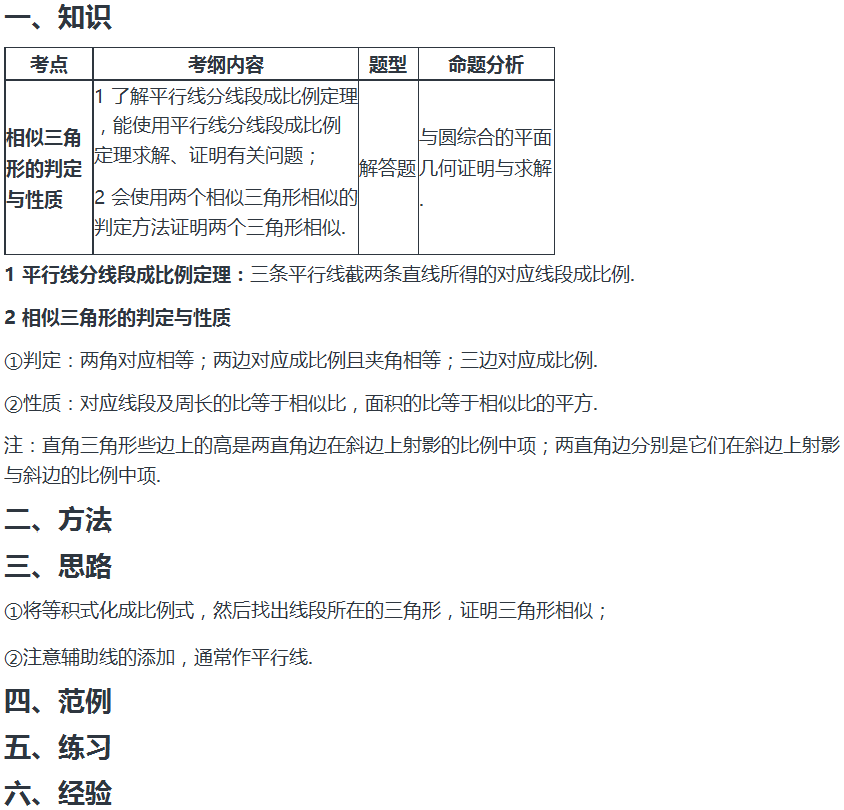 一、知识
考点 考纲内容 题型 命题分析
相似三角
形的判定
与性质
1 了解平行线分线段成比例定理
，能使用平行线分线段成比例
定理求解、证明有关问题；
2 会使用两个相似三角形相似的
判定方法证明两个三角形相似.
解答题
与圆综合的平面
几何证明与求解
.
1 平行线分线段成比例定理：三条平行线截两条直线所得的对应线段成比例.
2 相似三角形的判定与性质
①判定：两角对应相等；两边对应成比例且夹角相等；三边对应成比例.
②性质：对应线段及周长的比等于相似比，面积的比等于相似比的平方.
注：直角三角形些边上的高是两直角边在斜边上射影的比例中项；两直角边分别是它们在斜边上射影
与斜边的比例中项.
二、方法
三、思路
①将等积式化成比例式，然后找出线段所在的三角形，证明三角形相似；
②注意辅助线的添加，通常作平行线.
四、范例
五、练习
六、经验